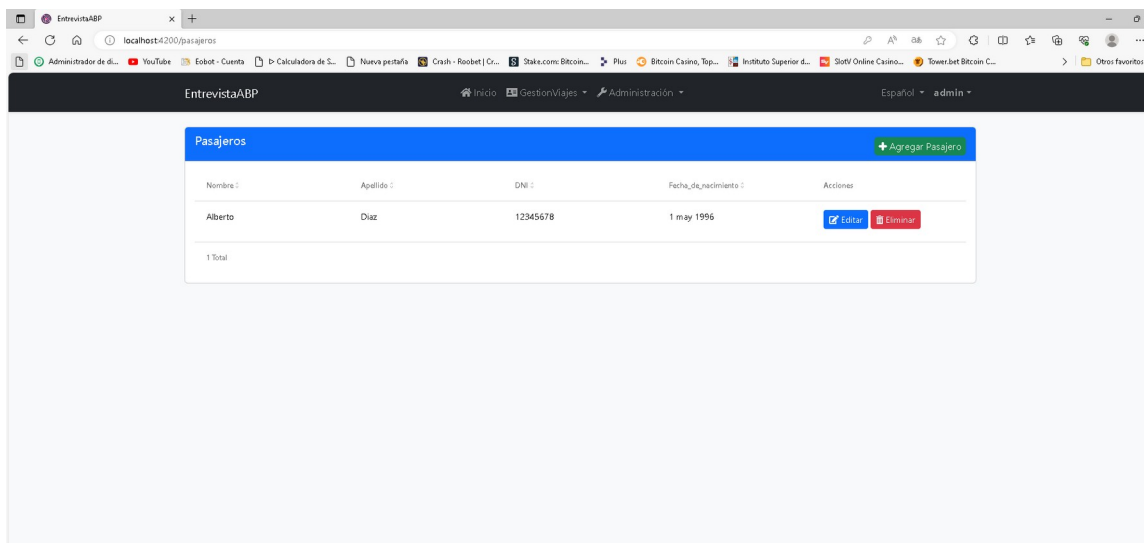 EntrevistaABP
localhost:4200/pasajeros
Administrador de di... YouTube Eobot - Cuenta Calculadora de S... Nueva pestaña Crash - Roobet | Cr... Stake.com: Bitcoin... Plus Bitcoin Casino, Top... Instituto Superior d... SlotV Online Casino... Tower.bet Bitcoin C... Otros favoritos
EntrevistaABP Inicio GestionViajes Administración Español admin
Pasajeros Agregar Pasajero
Nombre Apellido DNI Fecha_de_nacimiento Acciones
Alberto Diaz 12345678 1 may 1996 Editar Eliminar
1 Total